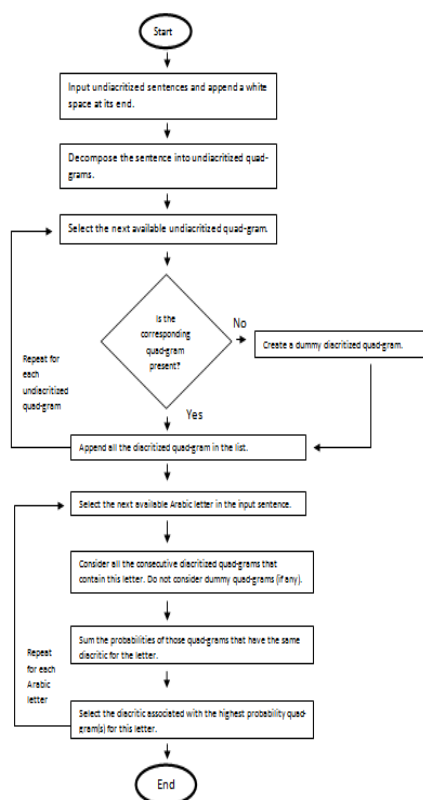 Start
Input undiacritized sentences and append a white
space at its end.
Decompose the sentence into undiacritized quad-
grams.
Select the next available undiacritized quad-gram.
Is the
corresponding
quad-gram
present?
No
Create a dummy diacritized quad-gram.
Repeat for
each
undiacritized
quad-gram
Yes
Append all the diacritized quad-gram in the list.
Select the next available Arabic letter in the input sentence.
Consider all the consecutive diacritized quad-grams that
contain this letter. Do not consider dummy quad-grams (if any).
Sum the probabilities of those quad-grams that have the same
diacritic for the letter.
Repeat
for each
Arabic
letter
Select the diacritic associated with the highest probability quad-
gram(s) for this letter.
End